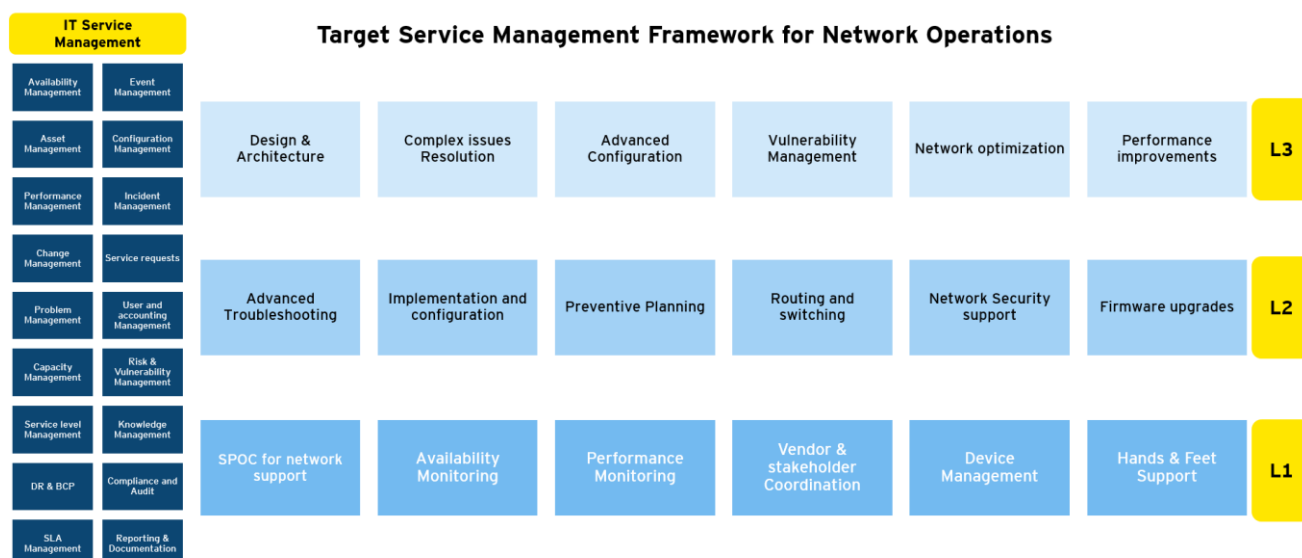 IT Service
Management
Target Service Management Framework for Network Operations
Availability
Management
Event
Management
Asset
Management
Configuration
Management
Performance
Management
Incident
Management
Change
Management
Service requests
Problem
Management
User and
accounting
Management
Capacity
Management
Risk &
Vulnerability
Management
Service level
Management
Knowledge
Management
DR & BCP
Compliance and
Audit
SLA
Management
Reporting &
Documentation
Design &
Architecture
Complex issues
Resolution
Advanced
Configuration
Vulnerability
Management
Network optimization
Performance
improvements
L3
Advanced
Troubleshooting
Implementation and
configuration
Preventive Planning
Routing and
switching
Network Security
support
Firmware upgrades
L2
SPOC for network
support
Availability
Monitoring
Performance
Monitoring
Vendor &
stakeholder
Coordination
Device
Management
Hands & Feet
Support
L1